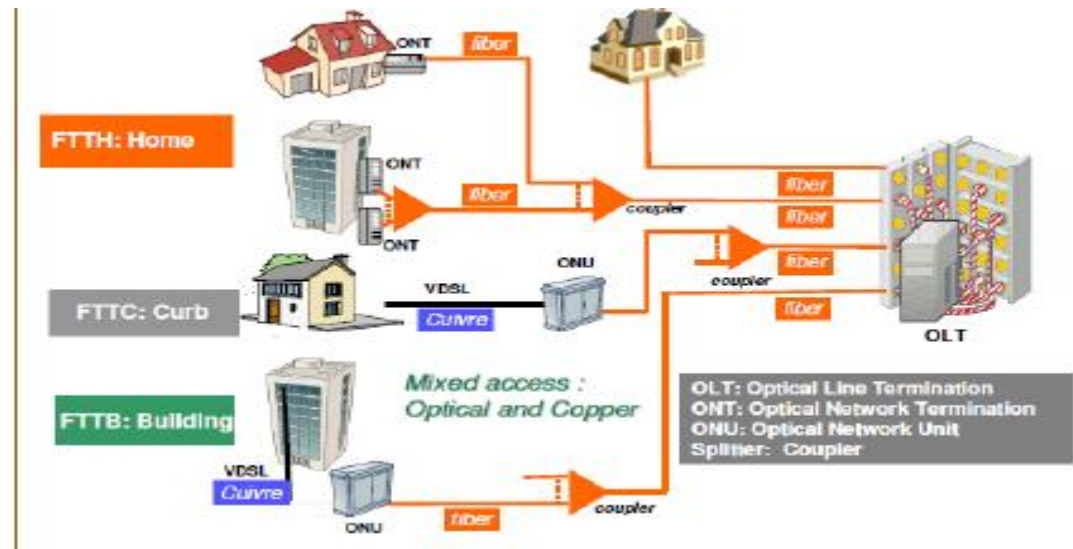 ONT
fiber
FTTH: Home
ONT
fiber
ONT
coupler
fiber
fiber
fiber
fiber
coupler
OLT
FTTC: Curb
VDSL
Cuivre
ONU
Mixed access :
Optical and Copper
FTTB: Building
VDSL
Cuivre
ONU
fiber
coupler
OLT: Optical Line Termination
ONT: Optical Network Termination
ONU: Optical Network Unit
Splitter: Coupler